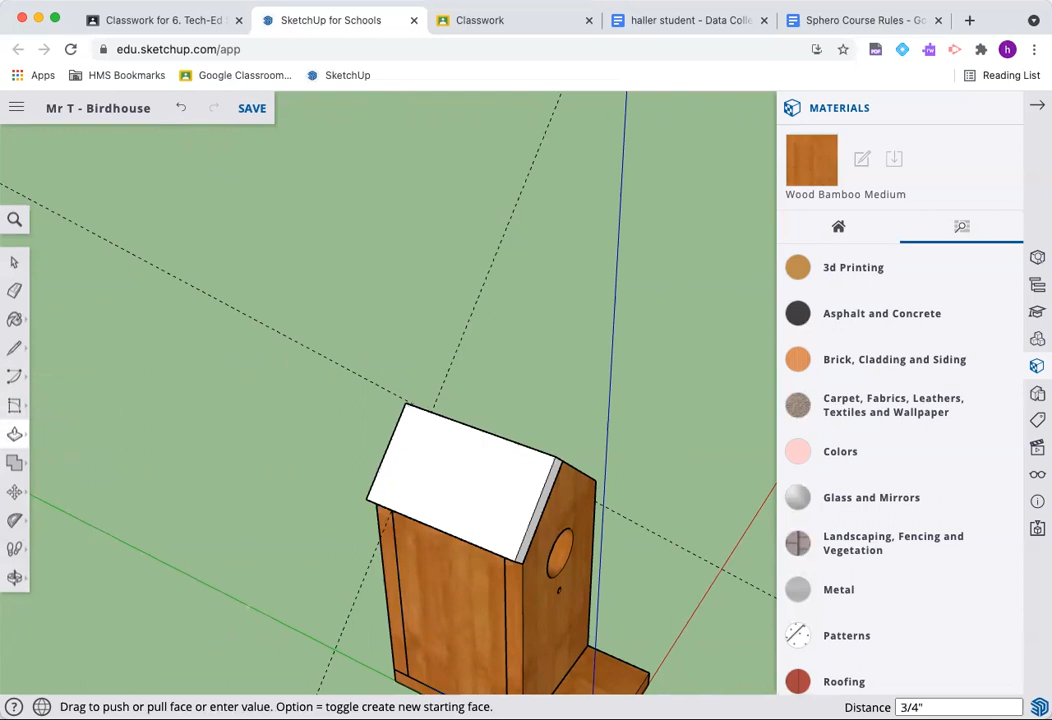 Classwork for 6. Tech-Ed S
SketchUp for Schools
Classwork
haller student - Data Colle
Sphero Course Rules - Go
edu.sketchup.com/app
h
Apps
HMS Bookmarks
Google Classroom...
SketchUp
Reading List
Mr T - Birdhouse
SAVE
MATERIALS
Wood Bamboo Medium
3d Printing
Asphalt and Concrete
Brick, Cladding and Siding
Carpet, Fabrics, Leathers,
Textiles and Wallpaper
Colors
Glass and Mirrors
Landscaping, Fencing and
Vegetation
Metal
Patterns
Roofing
Drag to push or pull face or enter value. Option = toggle create new starting face.
Distance
3/4"